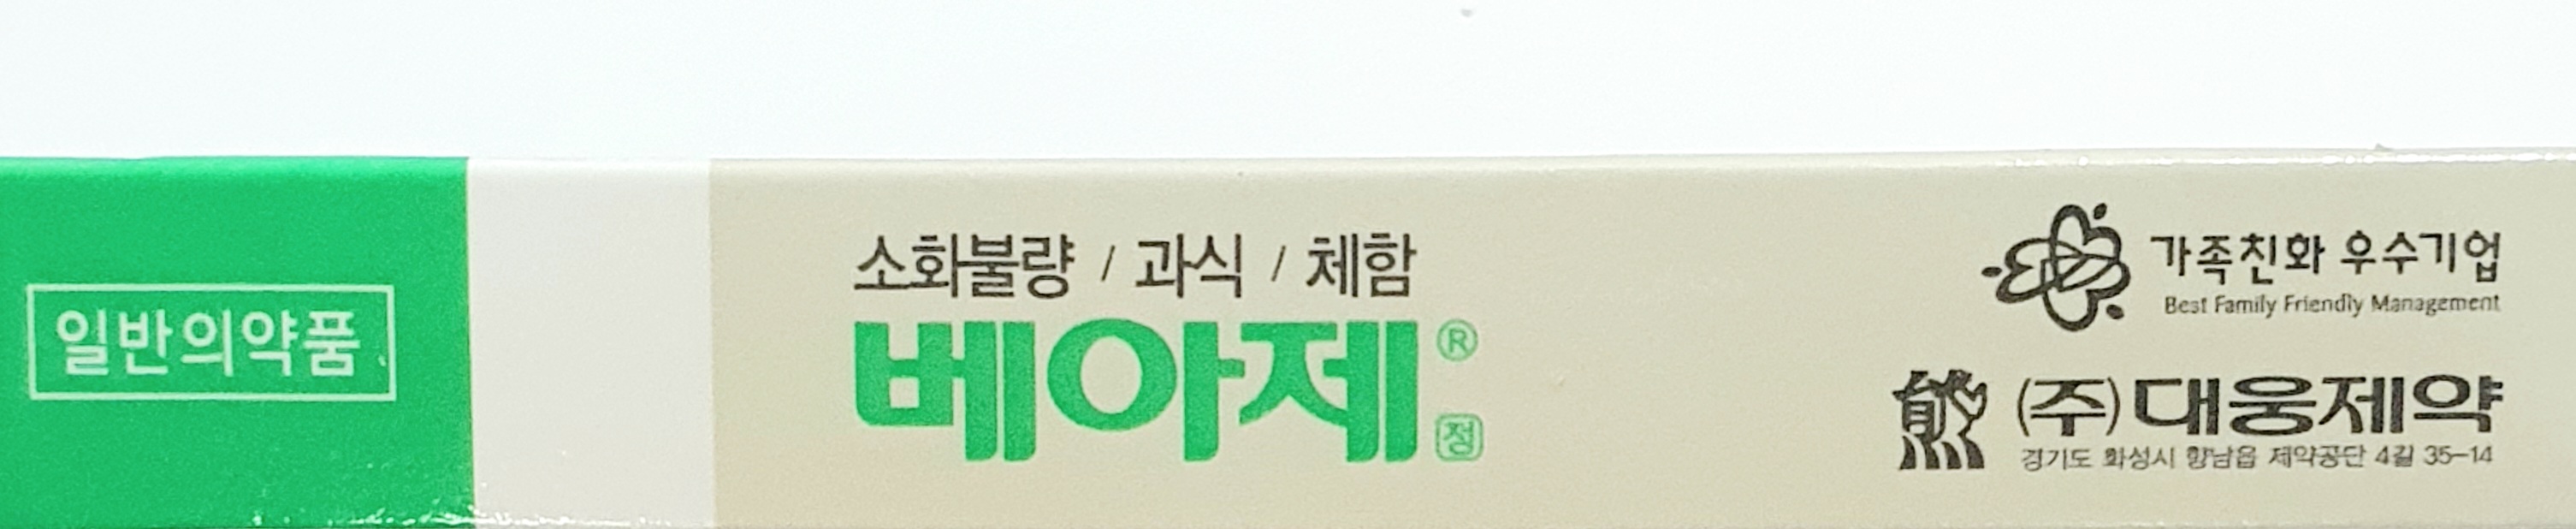 일반의약품
소화불량 / 과식 / 체함
베아제®
정
가족친화 우수기업
Best Family Friendly Management
(주)대웅제약
경기도 화성시 향남읍 제약공단 4길 35-14